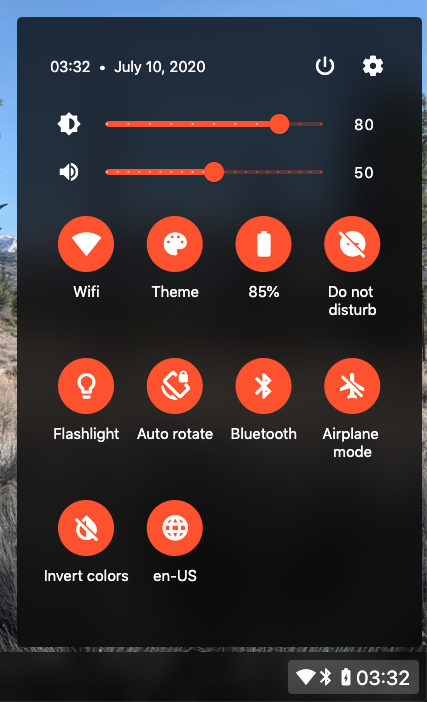 03:32 • July 10, 2020
80
50
Wifi
Theme
85%
Do not
disturb
Flashlight
Auto rotate
Bluetooth
Airplane
mode
Invert colors
en-US
03:32